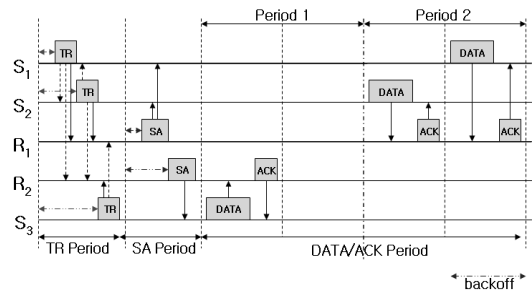 Period 1 Period 2
TR DATA
S1
TR DATA
S2
SA ACK ACK
R1
SA ACK
R2
TR DATA
S3
TR Period SA Period DATA/ACK Period
backoff